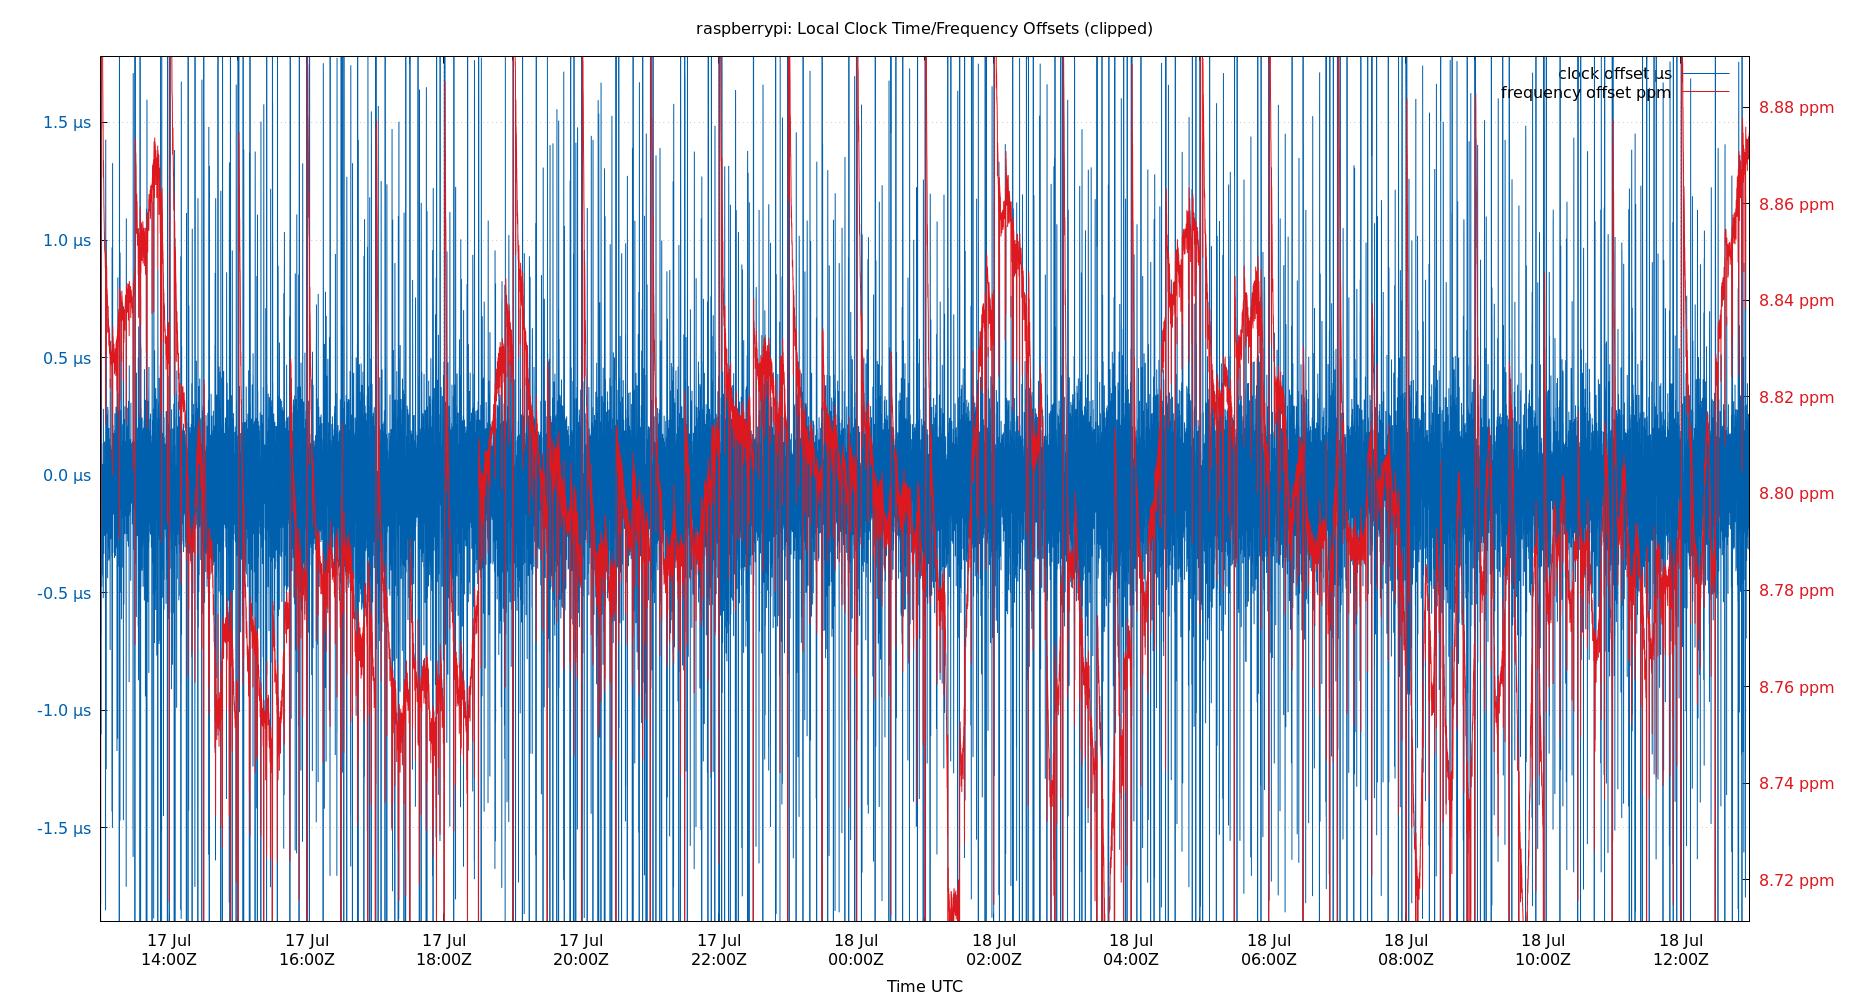 raspberrypi: Local Clock Time/Frequency Offsets (clipped)
clock offset µs
frequency offset ppm
1.5 µs
1.0 µs
0.5 µs
0.0 µs
-0.5 µs
-1.0 µs
-1.5 µs
8.88 ppm
8.86 ppm
8.84 ppm
8.82 ppm
8.80 ppm
8.78 ppm
8.76 ppm
8.74 ppm
8.72 ppm
17 Jul 17 Jul 17 Jul 17 Jul 17 Jul 18 Jul 18 Jul 18 Jul 18 Jul 18 Jul 18 Jul 18 Jul
14:00Z 16:00Z 18:00Z 20:00Z 22:00Z 00:00Z 02:00Z 04:00Z 06:00Z 08:00Z 10:00Z 12:00Z
Time UTC